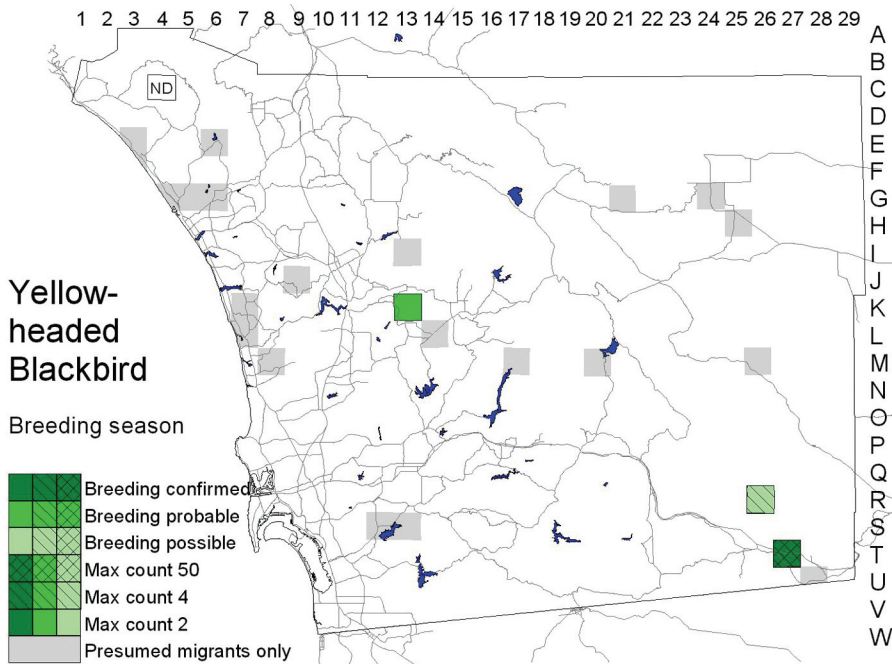 1 2 3 4 5 6 7 8 9 10 11 12 13 14 15 16 17 18 19 20 21 22 23 24 25 26 27 28 29
A
B
C
D
E
F
G
H
I
J
K
L
M
N
O
P
Q
R
S
T
U
V
W
ND
Yellow-
headed
Blackbird
Breeding season
Breeding confirmed
Breeding probable
Breeding possible
Max count 50
Max count 4
Max count 2
Presumed migrants only